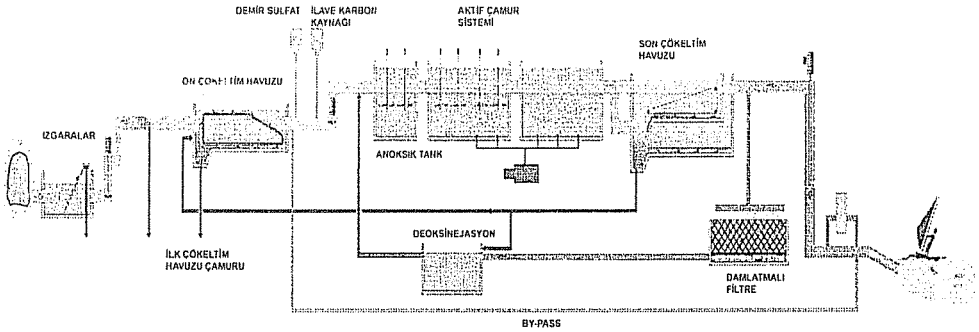 DEMİR SULFAT
İLAVE KARBON
KAYNAĞI
AKTİF ÇAMUR
SİSTEMİ
SON ÇÖKELTİM
HAVUZU
ÖN ÇÖKELTİM HAVUZU
IZGARALAR
ANOKSİK TANK
DEOKSİNEJASYON
İLK ÇÖKELTİM
HAVUZU ÇAMURU
DAMLATMALI
FİLTRE
BY-PASS